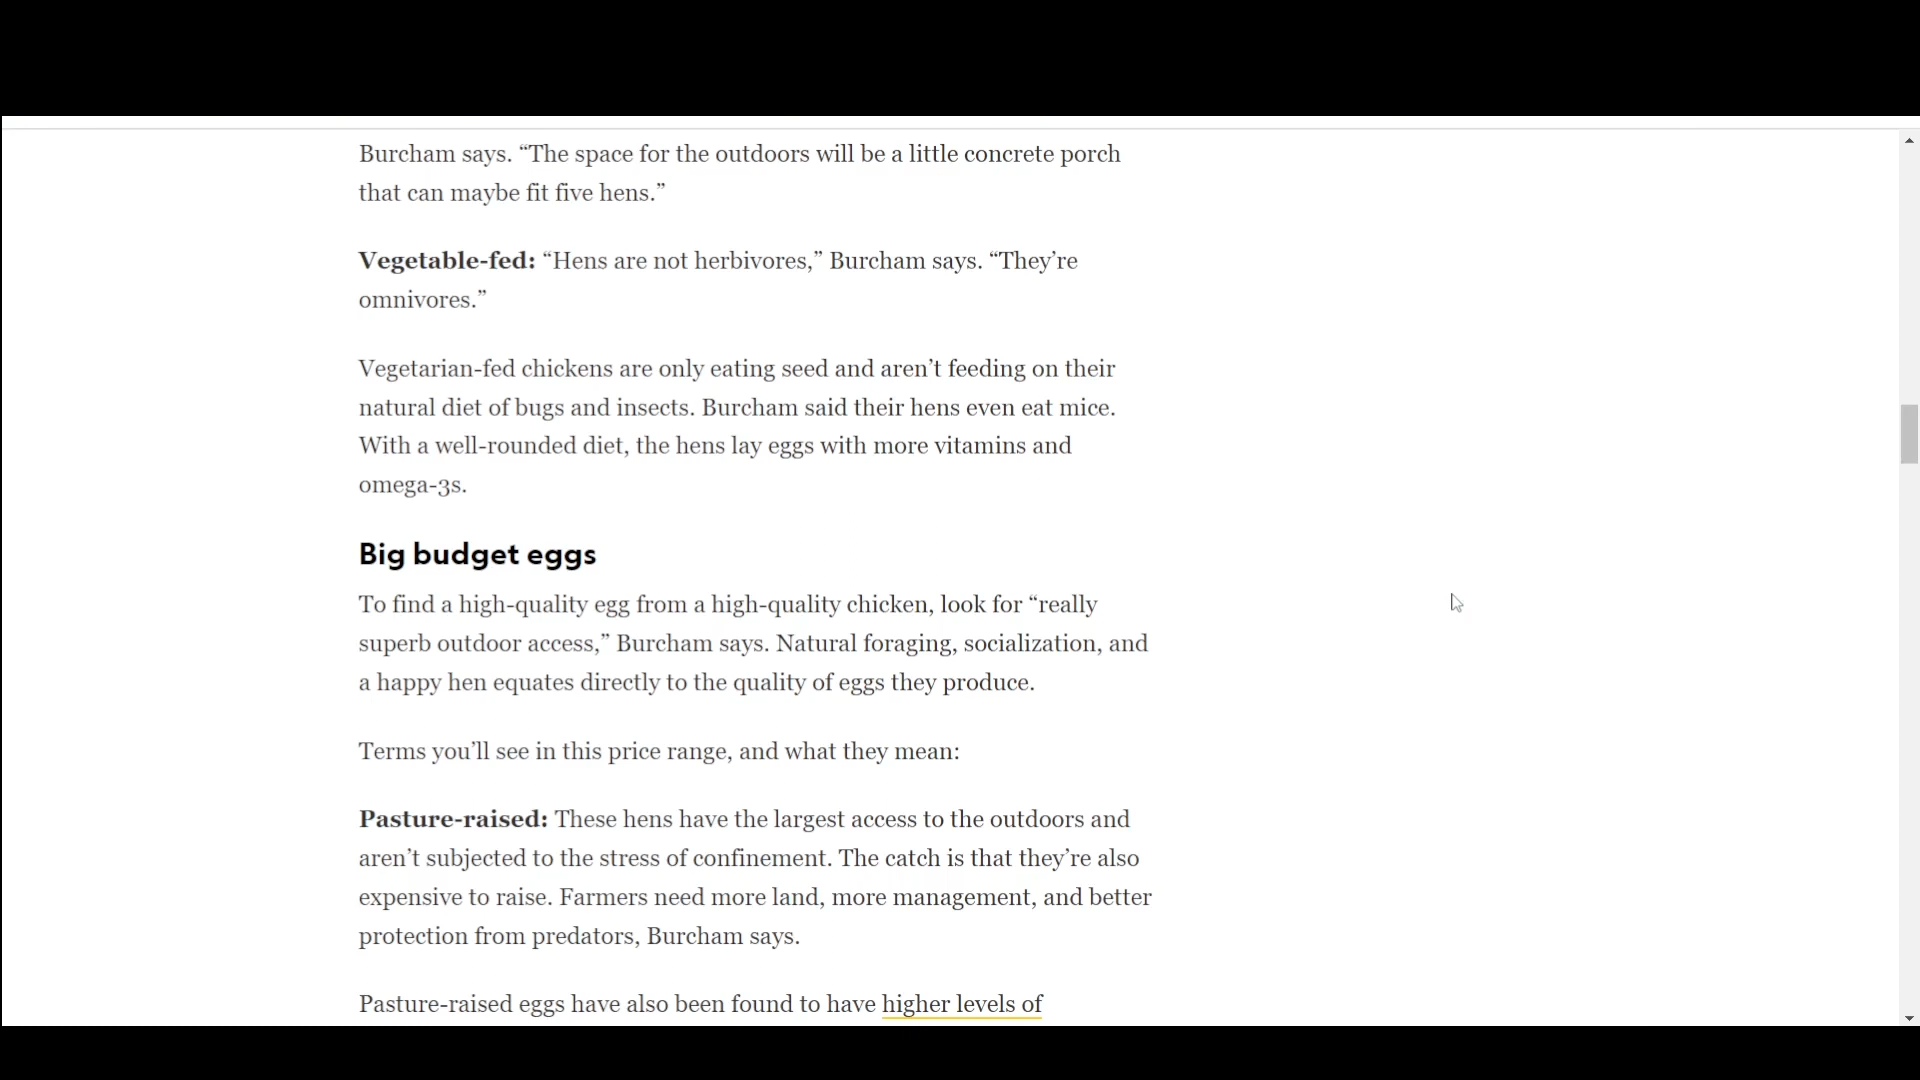 Burcham says. “The space for the outdoors will be a little concrete porch
that can maybe fit five hens.”
Vegetable-fed: “Hens are not herbivores,” Burcham says. “They’re
omnivores.”
Vegetarian-fed chickens are only eating seed and aren’t feeding on their
natural diet of bugs and insects. Burcham said their hens even eat mice.
With a well-rounded diet, the hens lay eggs with more vitamins and
omega-3s.
Big budget eggs
To find a high-quality egg from a high-quality chicken, look for “really
superb outdoor access,” Burcham says. Natural foraging, socialization, and
a happy hen equates directly to the quality of eggs they produce.
Terms you’ll see in this price range, and what they mean:
Pasture-raised: These hens have the largest access to the outdoors and
aren’t subjected to the stress of confinement. The catch is that they’re also
expensive to raise. Farmers need more land, more management, and better
protection from predators, Burcham says.
Pasture-raised eggs have also been found to have higher levels of